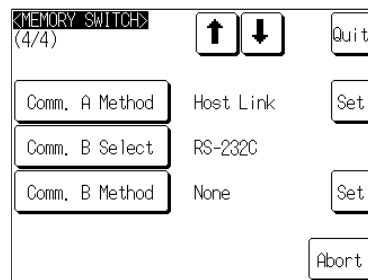 <MEMORY SWITCH>
(4/4)
Quit
Comm. A Method Host Link Set
Comm. B Select RS-232C
Comm. B Method None Set
Abort